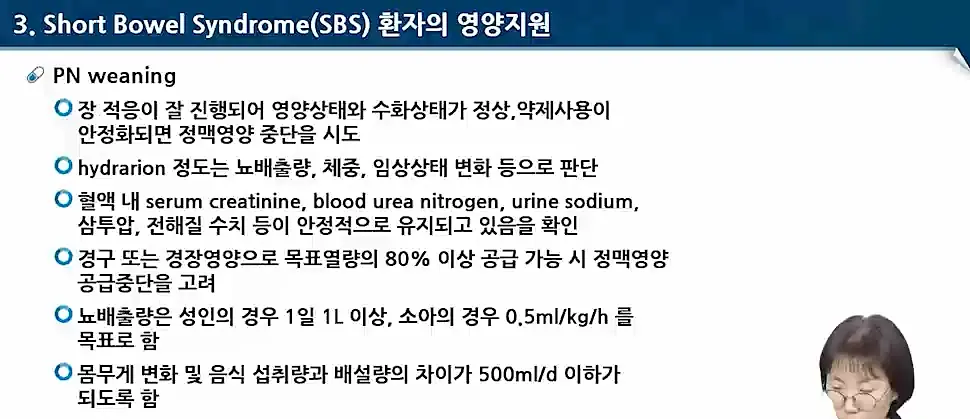 3. Short Bowel Syndrome(SBS) 환자의 영양지원
PN weaning
장 적응이 잘 진행되어 영양상태와 수화상태가 정상,약제사용이
안정화되면 정맥영양 중단을 시도
hydrarion 정도는 뇨배출량, 체중, 임상상태 변화 등으로 판단
혈액 내 serum creatinine, blood urea nitrogen, urine sodium,
삼투압, 전해질 수치 등이 안정적으로 유지되고 있음을 확인
경구 또는 경장영양으로 목표열량의 80% 이상 공급 가능 시 정맥영양
공급중단을 고려
뇨배출량은 성인의 경우 1일 1L 이상, 소아의 경우 0.5ml/kg/h 를
목표로 함
몸무게 변화 및 음식 섭취량과 배설량의 차이가 500ml/d 이하가
되도록 함